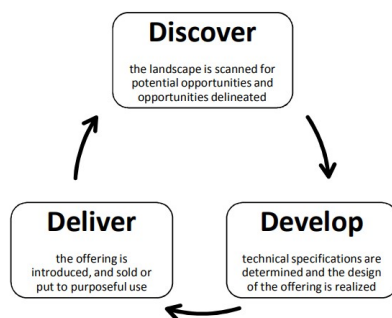 Discover
the landscape is scanned for
potential opportunities and
opportunities delineated
Deliver
the offering is
introduced, and sold or
put to purposeful use
Develop
technical specifications are
determined and the design
of the offering is realized